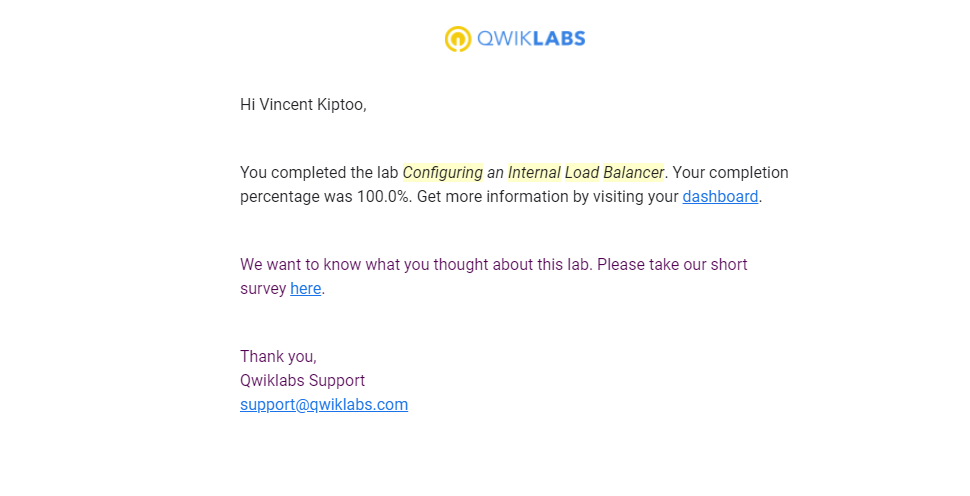 QWIKLABS
Hi Vincent Kiptoo,
You completed the lab Configuring an Internal Load Balancer. Your completion
percentage was 100.0%. Get more information by visiting your dashboard.
We want to know what you thought about this lab. Please take our short
survey here.
Thank you,
Qwiklabs Support
support@qwiklabs.com